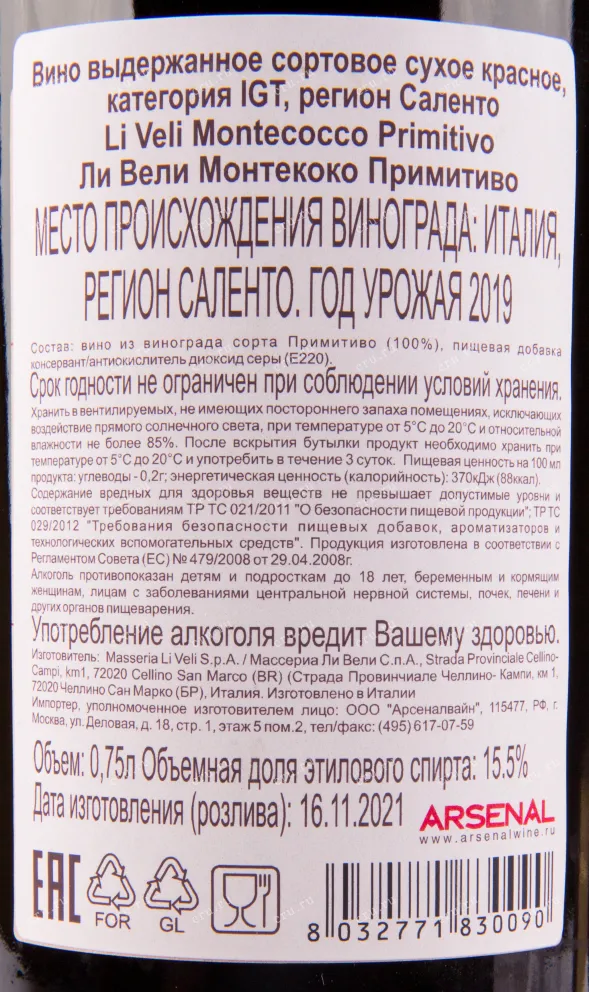 Вино выдержанное сортовое сухое красное,
категория IGT, регион Саленто
Li Veli Montecocco Primitivo
Ли Вели Монтекоко Примитиво
МЕСТО ПРОИСХОЖДЕНИЯ ВИНОГРАДА: ИТАЛИЯ,
РЕГИОН САЛЕНТО. ГОД УРОЖАЯ 2019
Состав: вино из винограда сорта Примитиво (100%), пищевая добавка
консервант/антиокислитель диоксид серы (Е220).
Срок годности не ограничен при соблюдении условий хранения.
Хранить в вентилируемых, не имеющих постороннего запаха помещениях, исключающих
воздействие прямого солнечного света, при температуре от 5°С до 20°С и относительной
влажности не более 85%. После вскрытия бутылки продукт необходимо хранить при
температуре от 5°С до 20°С и употребить в течение 3 суток. Пищевая ценность на 100 мл
продукта: углеводы - 0,2г; энергетическая ценность (калорийность): 370кДж (88ккал).
Содержание вредных для здоровья веществ не превышает допустимые уровни и
соответствует требованиям ТР ТС 021/2011 "О безопасности пищевой продукции"; ТР ТС
029/2012 "Требования безопасности пищевых добавок, ароматизаторов и
технологических вспомогательных средств". Продукция изготовлена в соответствии с
Регламентом Совета (ЕС) № 479/2008 от 29.04.2008г.
Алкоголь противопоказан детям и подросткам до 18 лет, беременным и кормящим
женщинам, лицам с заболеваниями центральной нервной системы, почек, печени и
других органов пищеварения.
Употребление алкоголя вредит Вашему здоровью.
Изготовитель: Masseria Li Veli S.p.A. / Массериа Ли Вели С.п.А., Strada Provinciale Cellino-
Campi, km1, 72020 Cellino San Marco (BR) (Страда Провинчиале Челлино- Кампи, км 1,
72020 Челлино Сан Марко (БР), Италия. Изготовлено в Италии
Импортер, уполномоченное изготовителем лицо: ООО "Арсеналвайн", 115477, РФ, г.
Москва, ул. Деловая, д. 18, стр. 1, этаж 5 пом.2, тел/факс: (495) 617-07-59
Объем: 0,75л Объемная доля этилового спирта: 15.5%
Дата изготовления (розлива): 16.11.2021
ARSENAL
www.arsenalwine.ru
EAC
FOR
GL
8 032771 830090